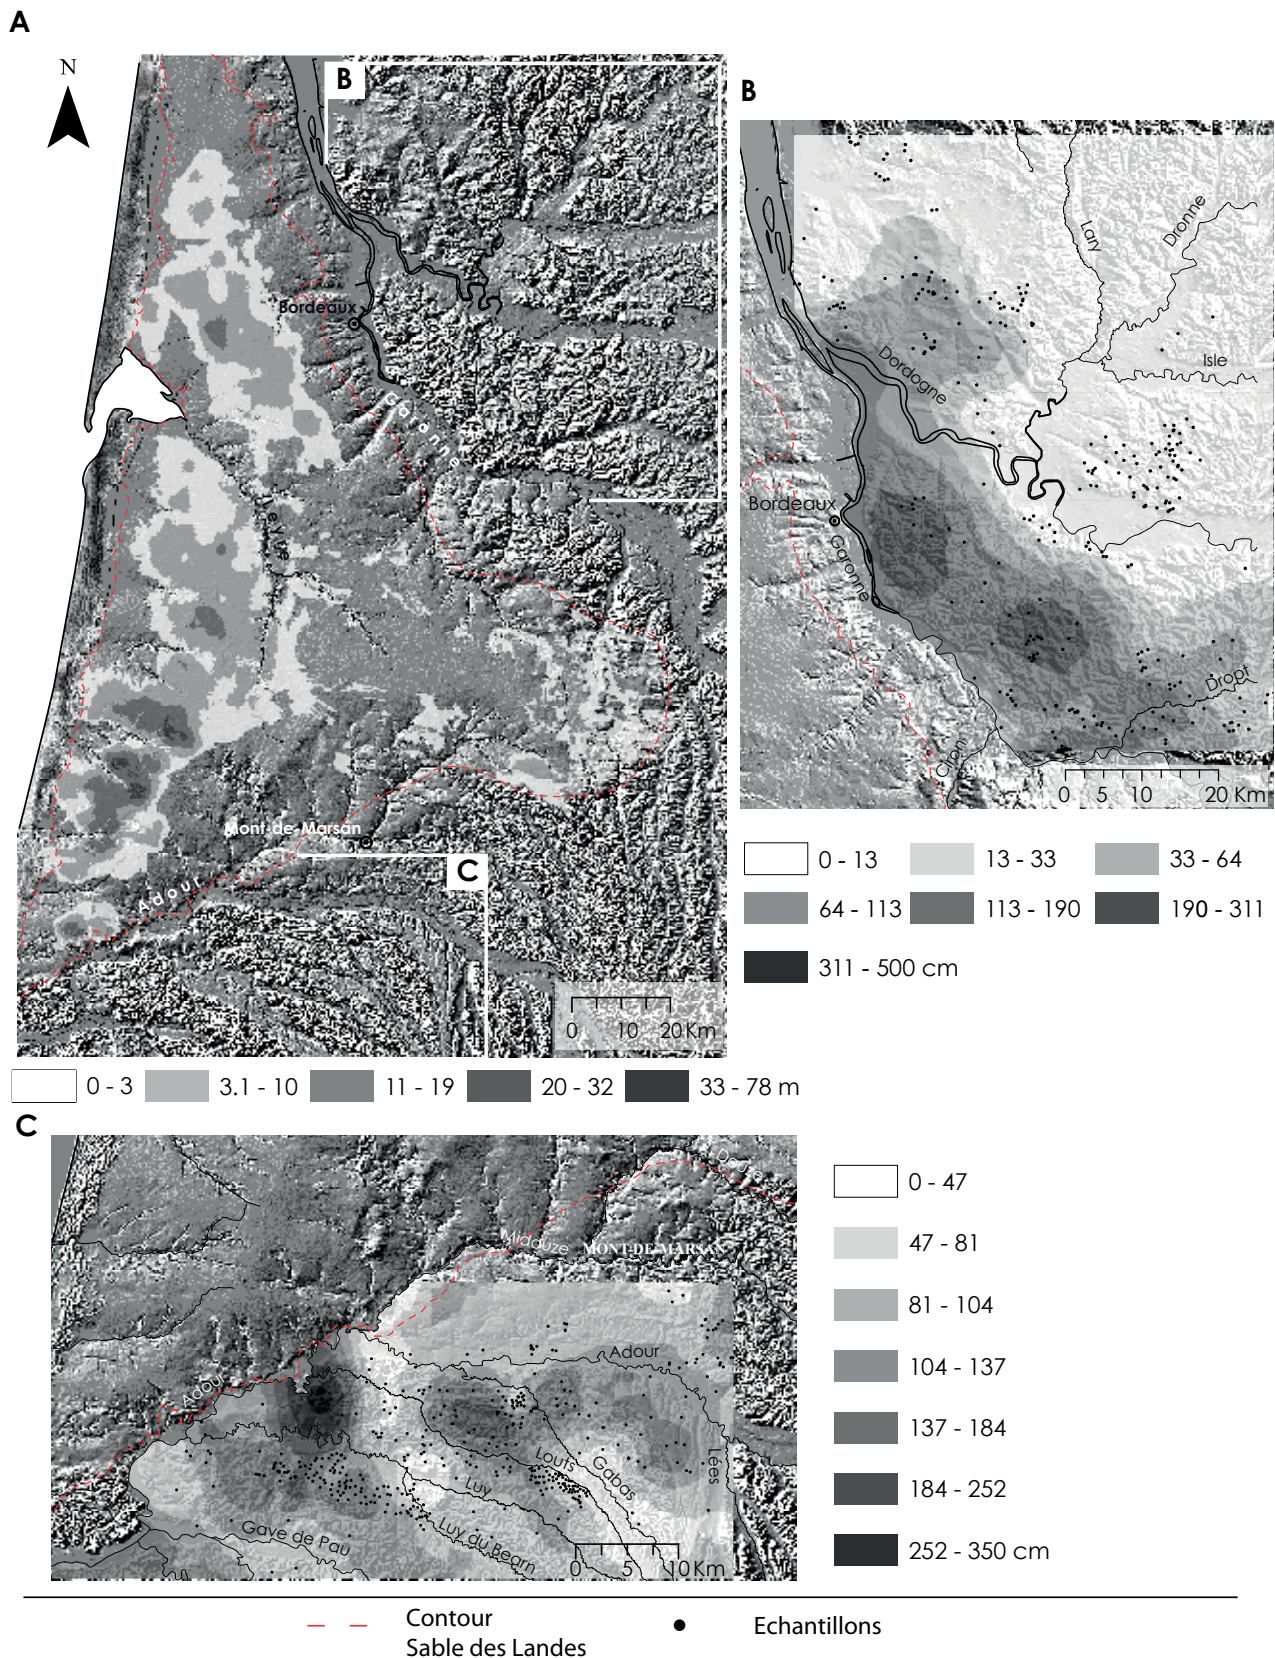 A
N
B
Bordeaux
Garonne
Leyre
Mont-de-Marsan
Adour
C
0 10 20 Km
0 - 3 3.1 - 10 11 - 19 20 - 32 33 - 78 m
B
Lary
Dronne
Isle
Dordogne
Bordeaux
Garonne
Dropt
Ciron
0 5 10 20 Km
0 - 13 13 - 33 33 - 64
64 - 113 113 - 190 190 - 311
311 - 500 cm
C
Douze
Midouze
MONT-DE-MARSAN
Adour
Adour
Louts
Gabas
Lees
Luy
Luy du Bearn
Gave de Pau
0 5 10 Km
0 - 47
47 - 81
81 - 104
104 - 137
137 - 184
184 - 252
252 - 350 cm
Contour
Sable des Landes
Echantillons